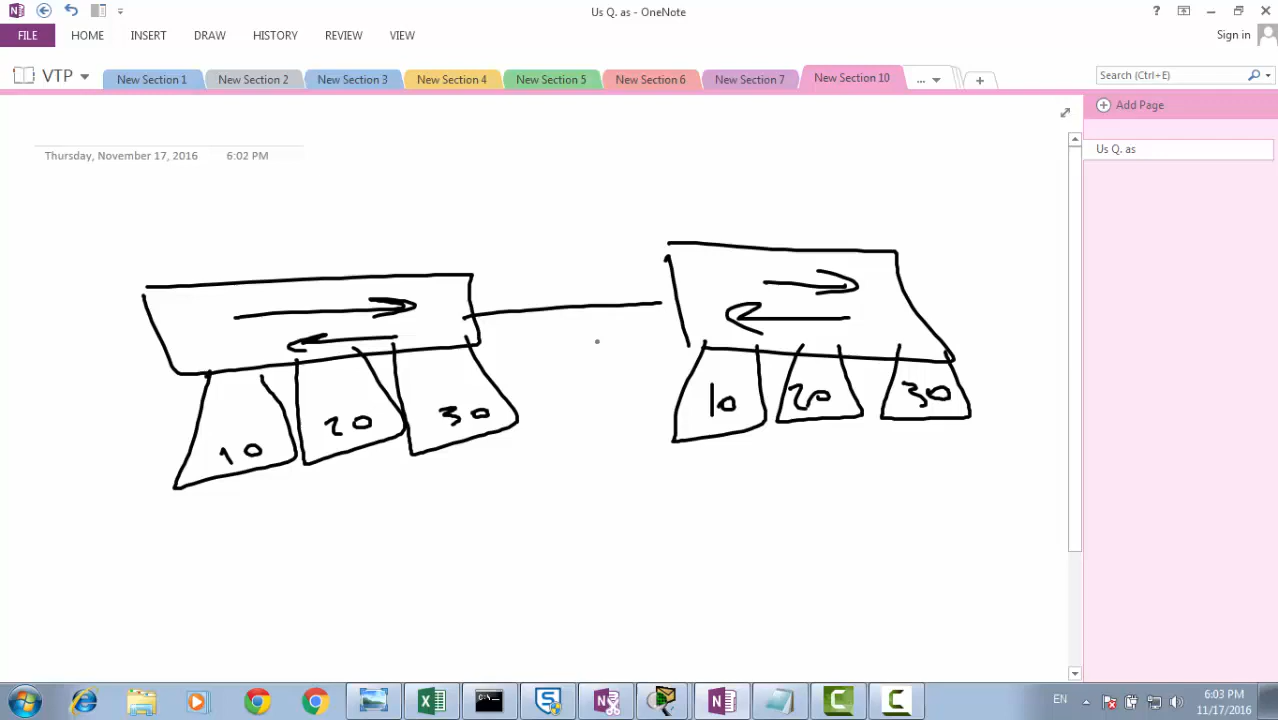 Us Q. as - OneNote
?
Sign in
FILE HOME INSERT DRAW HISTORY REVIEW VIEW
VTP New Section 1 New Section 2 New Section 3 New Section 4 New Section 5 New Section 6 New Section 7 New Section 10 ... +
Search (Ctrl+E)
Add Page
Us Q. as
Thursday, November 17, 2016 6:02 PM
10 20 30
10 20 30
EN
6:03 PM
11/17/2016